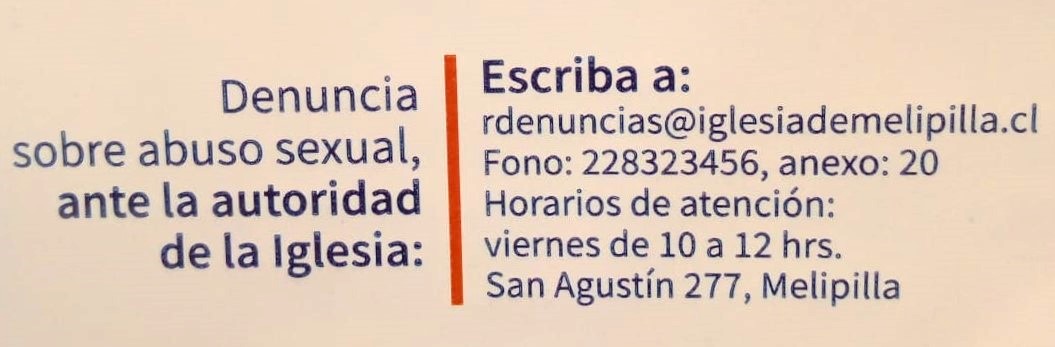 Denuncia
sobre abuso sexual,
ante la autoridad
de la Iglesia:
Escriba a:
rdenuncias@iglesiademelipilla.cl
Fono: 228323456, anexo: 20
Horarios de atención:
viernes de 10 a 12 hrs.
San Agustín 277, Melipilla